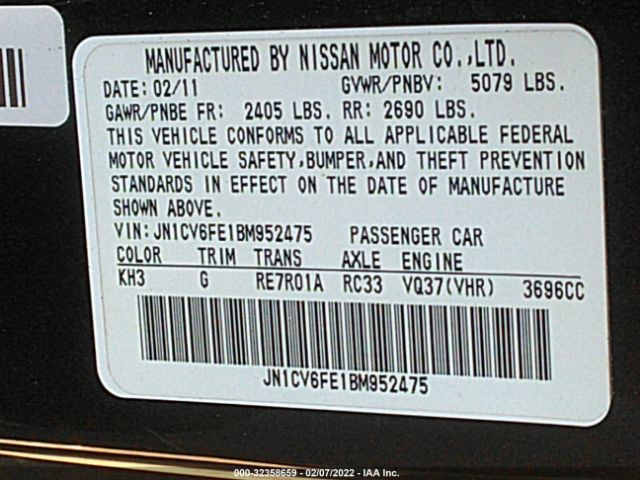 MANUFACTURED BY NISSAN MOTOR CO.,LTD.
DATE: 02/11 GVWR/PNBV: 5079 LBS.
GAWR/PNBE FR: 2405 LBS. RR: 2690 LBS.
THIS VEHICLE CONFORMS TO ALL APPLICABLE FEDERAL
MOTOR VEHICLE SAFETY,BUMPER,AND THEFT PREVENTION
STANDARDS IN EFFECT ON THE DATE OF MANUFACTURE
SHOWN ABOVE.
VIN: JN1CV6FE1BM952475 PASSENGER CAR
COLOR TRIM TRANS AXLE ENGINE
KH3 G RE7R01A RC33 VQ37(VHR) 3696CC
JN1CV6FE1BM952475
000-32358659 - 02/07/2022 - IAA Inc.